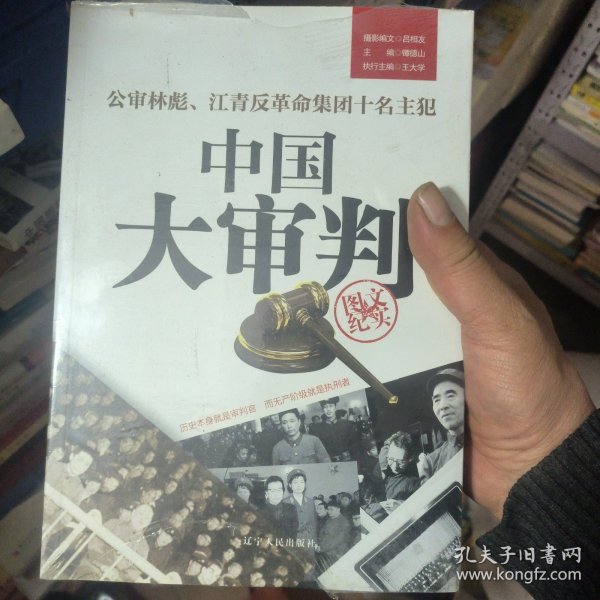 摄影编文○吕相友
主 编○谭德山
执行主编○王大学
公审林彪、江青反革命集团十名主犯
中国
大审判
图文
纪实
历史本身就是审判官 而无产阶级就是执刑者
辽宁人民出版社
孔夫子旧书网
www.kongfz.com